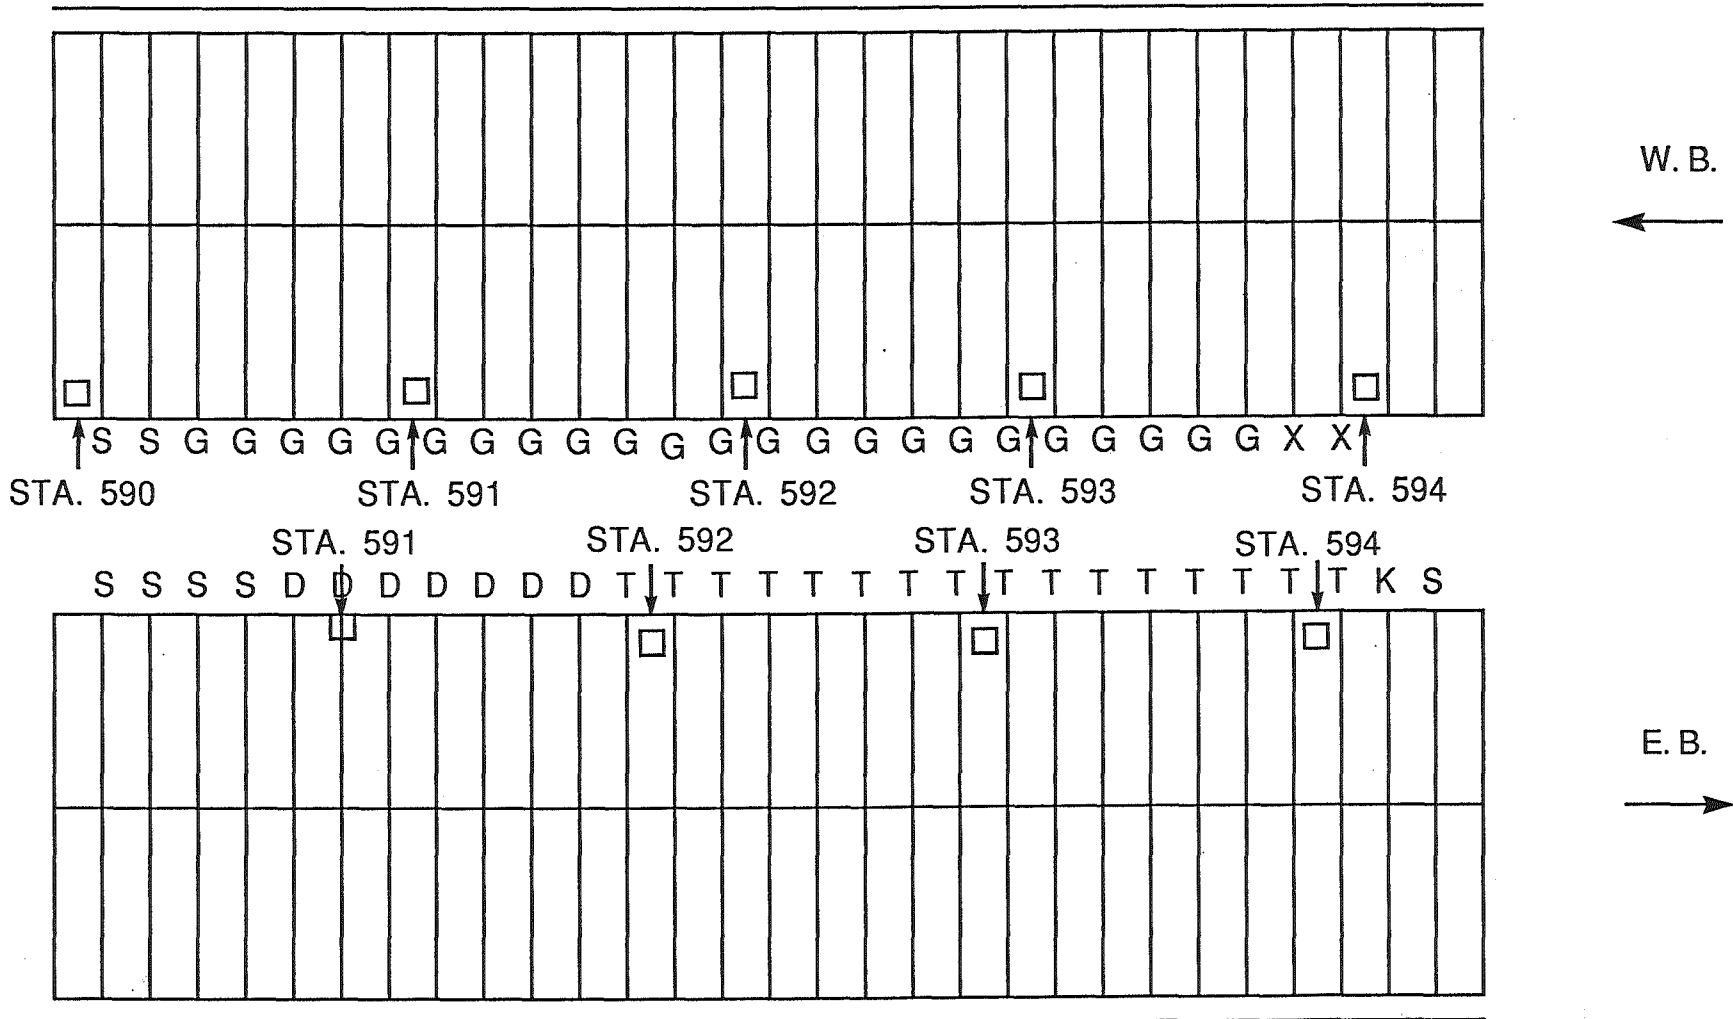 W. B.
S S G G G G G G G G G G G G G G G G G G G G G G G X X
STA. 590 STA. 591 STA. 592 STA. 593 STA. 594
STA. 591 STA. 592 STA. 593 STA. 594
S S S S D D D D D D D T T T T T T T T T T T T T T T T K S
E. B.